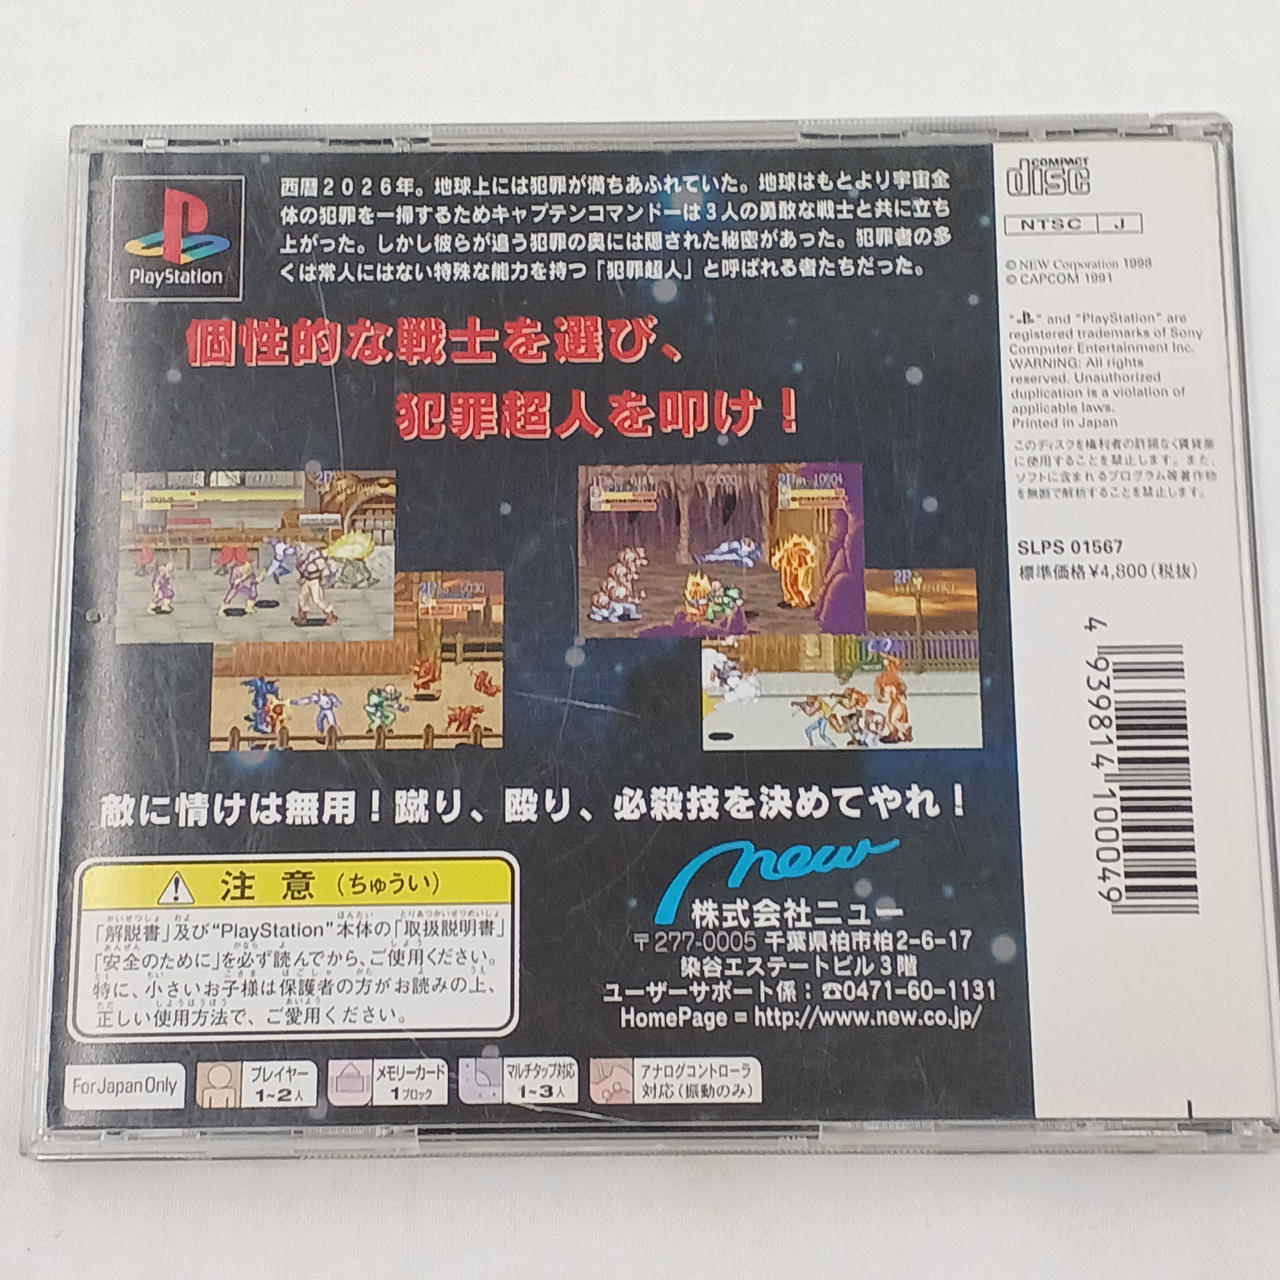 PlayStation
西暦2026年。地球上には犯罪が満ちあふれていた。地球はもとより宇宙全
体の犯罪を一掃するためキャプテンコマンドーは3人の勇敢な戦士と共に立ち
上がった。しかし彼らが追う犯罪の奥には隠された秘密があった。犯罪者の多
くは常人にはない特殊な能力を持つ「犯罪超人」と呼ばれる者たちだった。
個性的な戦士を選び、
犯罪超人を叩け！
敵に情けは無用！蹴り、殴り、必殺技を決めてやれ！
注意(ちゅうい)
「解説書」及び“PlayStation”本体の「取扱説明書」
「安全のために」を必ず読んでから、ご使用ください。
特に、小さいお子様は保護者の方がお読みの上、
正しい使用方法で、ご愛用ください。
new
株式会社ニュー
〒277-0005 千葉県柏市柏2-6-17
染谷エステートビル3階
ユーザーサポート係：☎0471-60-1131
HomePage = http://www.new.co.jp/
For Japan Only
プレイヤー
1~2人
メモリーカード
1ブロック
マルチタップ対応
1~3人
アナログコントローラ
対応(振動のみ)
COMPACT
disc
NTSC J
© NEW Corporation 1998
© CAPCOM 1991
" " and "PlayStation" are
registered trademarks of Sony
Computer Entertainment Inc.
WARNING: All rights
reserved. Unauthorized
duplication is a violation of
applicable laws.
Printed in Japan
このディスクを権利者の許諾なく賃貸業
に使用することを禁止します。また、
ソフトに含まれるプログラム等著作物
を無断で解析することを禁止します。
SLPS 01567
標準価格¥4,800(税抜)
4 939814 100049